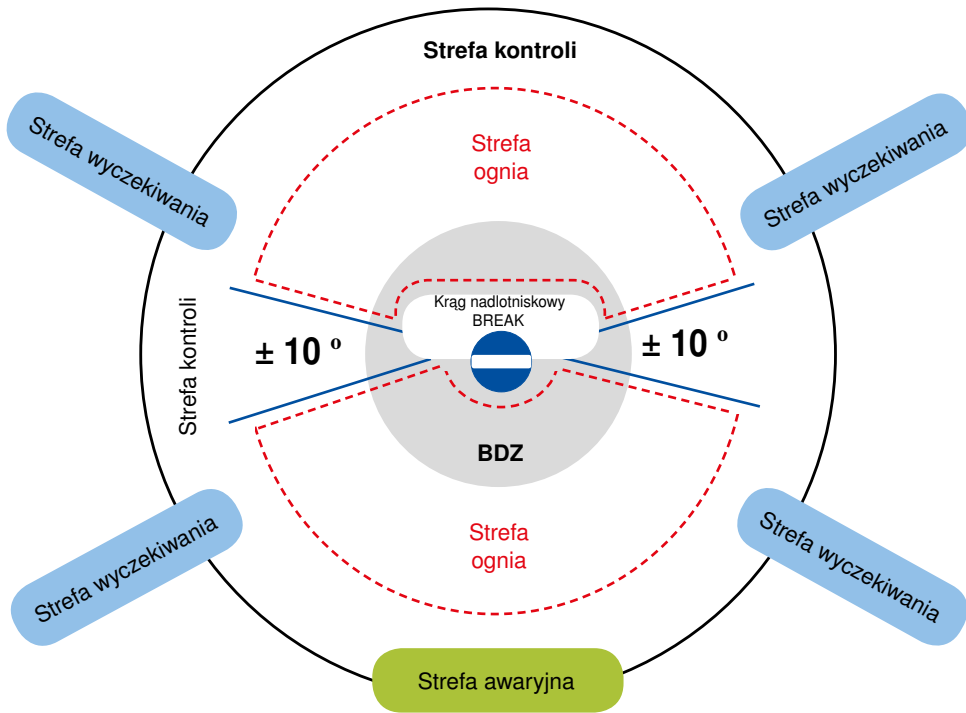 Strefa kontroli
Strefa wyczekiwania
Strefa wyczekiwania
Strefa
ognia
Krąg nadlotniskowy
BREAK
Strefa kontroli
± 10 º
± 10 º
BDZ
Strefa wyczekiwania
Strefa wyczekiwania
Strefa
ognia
Strefa awaryjna